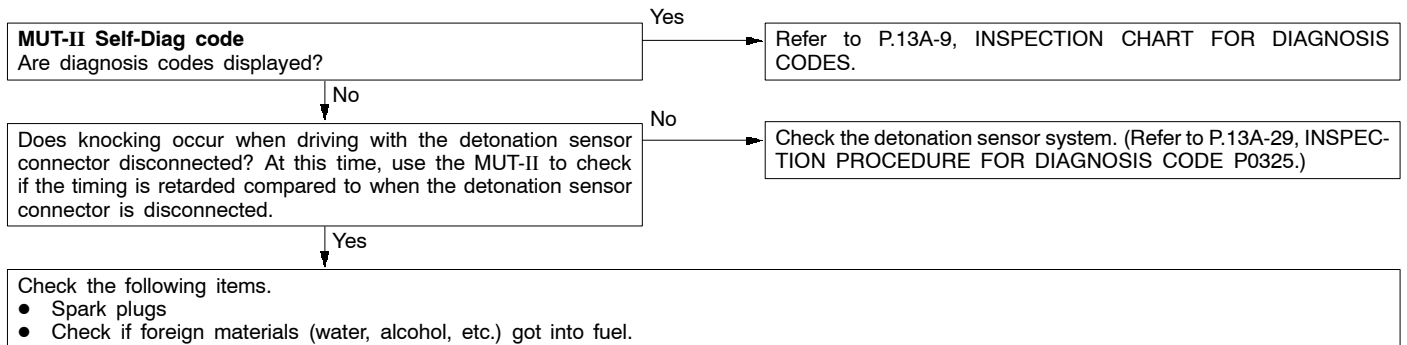 MUT-II Self-Diag code
Are diagnosis codes displayed?
Yes
Refer to P.13A-9, INSPECTION CHART FOR DIAGNOSIS
CODES.
No
Does knocking occur when driving with the detonation sensor
connector disconnected? At this time, use the MUT-II to check
if the timing is retarded compared to when the detonation sensor
connector is disconnected.
No
Check the detonation sensor system. (Refer to P.13A-29, INSPEC-
TION PROCEDURE FOR DIAGNOSIS CODE P0325.)
Yes
Check the following items.
● Spark plugs
● Check if foreign materials (water, alcohol, etc.) got into fuel.